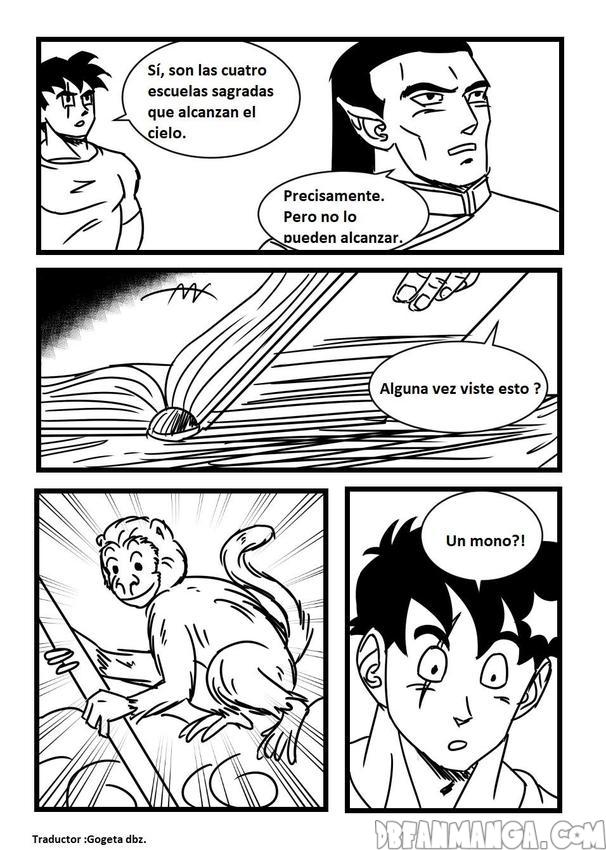 Sí, son las cuatro
escuelas sagradas
que alcanzan el
cielo.
Precisamente.
Pero no lo
pueden alcanzar.
Alguna vez viste esto ?
Un mono?!
Traductor :Gogeta dbz.
DBFANMANGA.COM